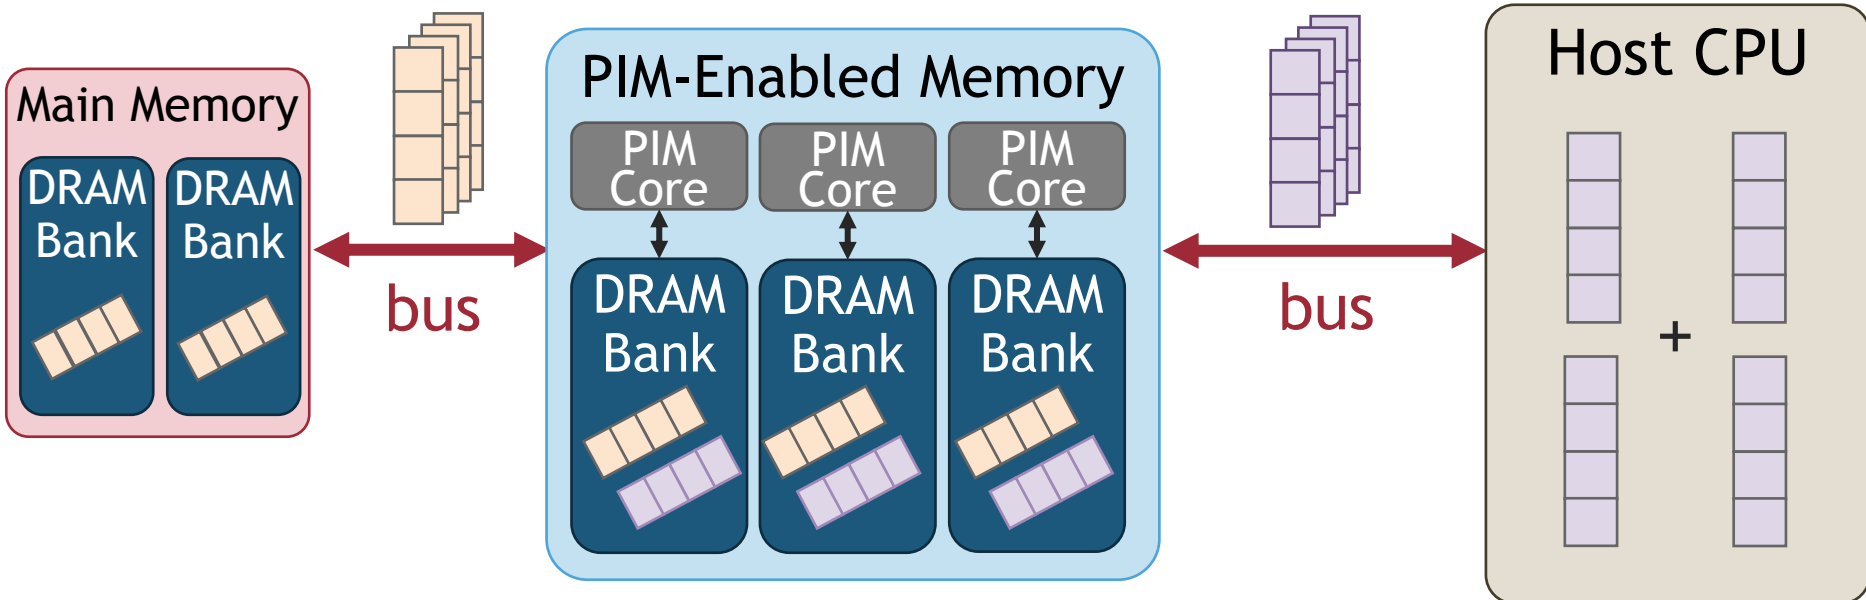 Main Memory
DRAM
Bank
DRAM
Bank
bus
PIM-Enabled Memory
PIM
Core
PIM
Core
PIM
Core
DRAM
Bank
DRAM
Bank
DRAM
Bank
bus
Host CPU
+